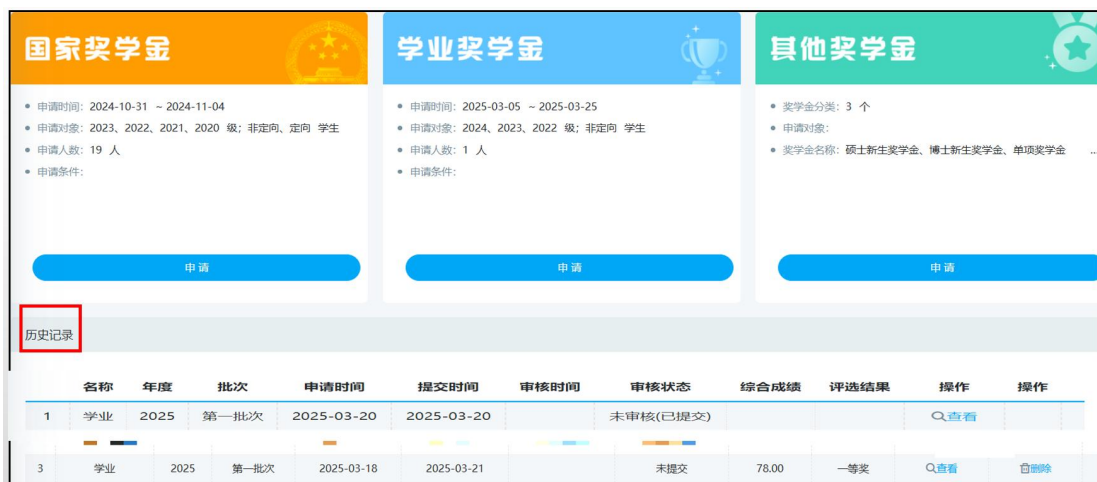 国家奖学金
申请时间：2024-10-31 ~ 2024-11-04
申请对象：2023、2022、2021、2020 级；非定向、定向 学生
申请人数：19 人
申请条件：
申请
学业奖学金
申请时间：2025-03-05 ~ 2025-03-25
申请对象：2024、2023、2022 级；非定向 学生
申请人数：1 人
申请条件：
申请
其他奖学金
奖学金分类：3 个
申请对象：
奖学金名称：硕士新生奖学金、博士新生奖学金、单项奖学金 ...
申请
历史记录
名称 年度 批次 申请时间 提交时间 审核时间 审核状态 综合成绩 评选结果 操作 操作
1 学业 2025 第一批次 2025-03-20 2025-03-20 未审核(已提交) 查看
3 学业 2025 第一批次 2025-03-18 2025-03-21 未提交 78.00 一等奖 查看 删除